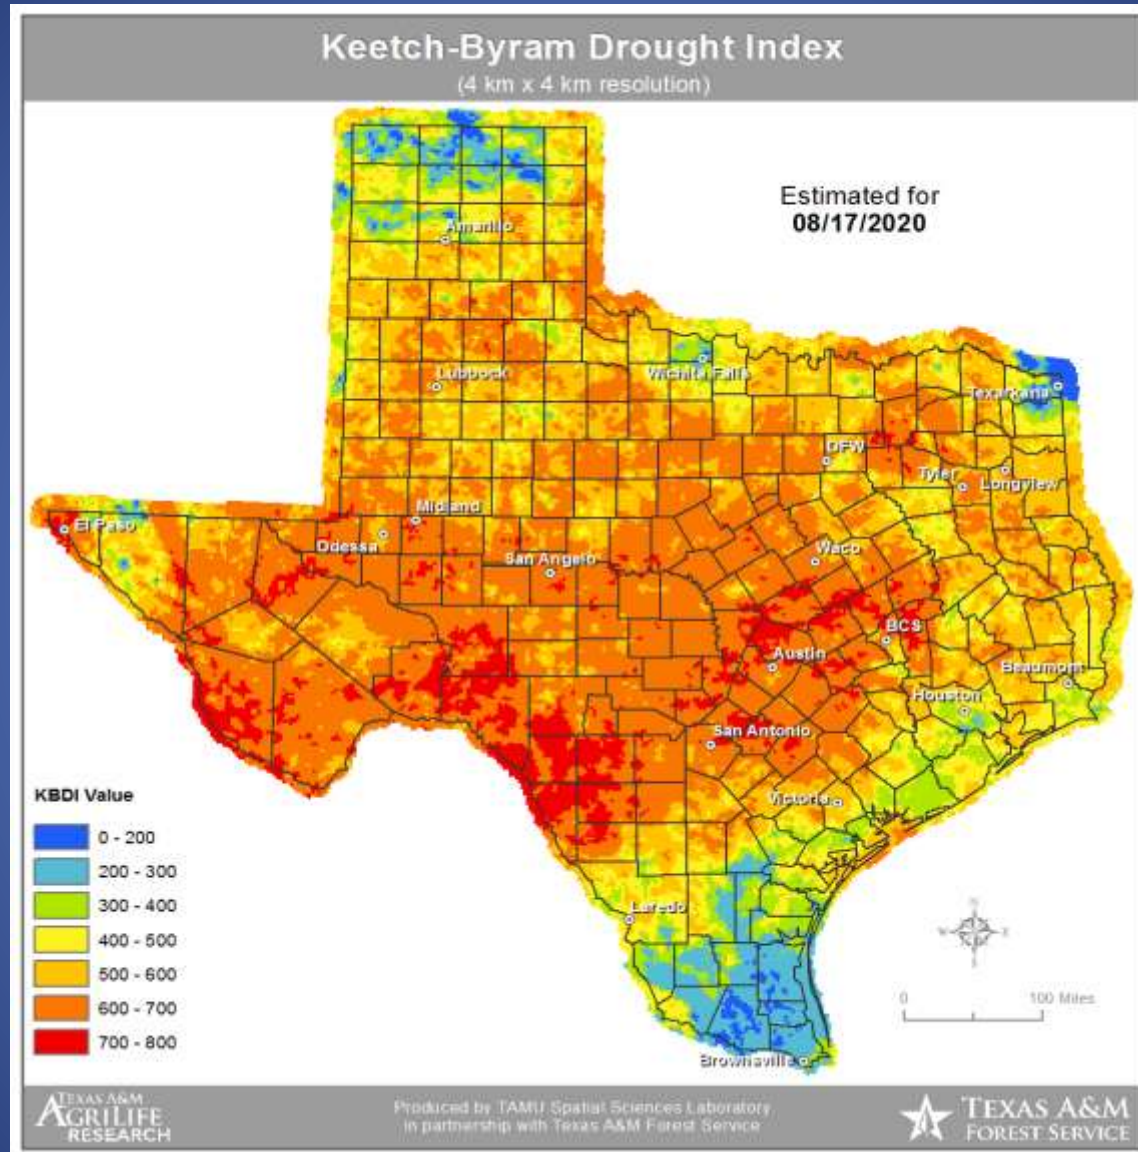 Keetch-Byram Drought Index
(4 km x 4 km resolution)
Estimated for
08/17/2020
Amarillo
Lubbock
Wichita Falls
Texarkana
DFW
Tyler
Longview
Midland
El Paso
Odessa
San Angelo
Waco
BCS
Austin
Beaumont
Houston
San Antonio
Victoria
Laredo
Brownsville
KBDI Value
0 - 200
200 - 300
300 - 400
400 - 500
500 - 600
600 - 700
700 - 800
N
W E
S
0 100 Miles
TEXAS A&M
AGRILIFE
RESEARCH
Produced by TAMU Spatial Sciences Laboratory
in partnership with Texas A&M Forest Service
TEXAS A&M
FOREST SERVICE